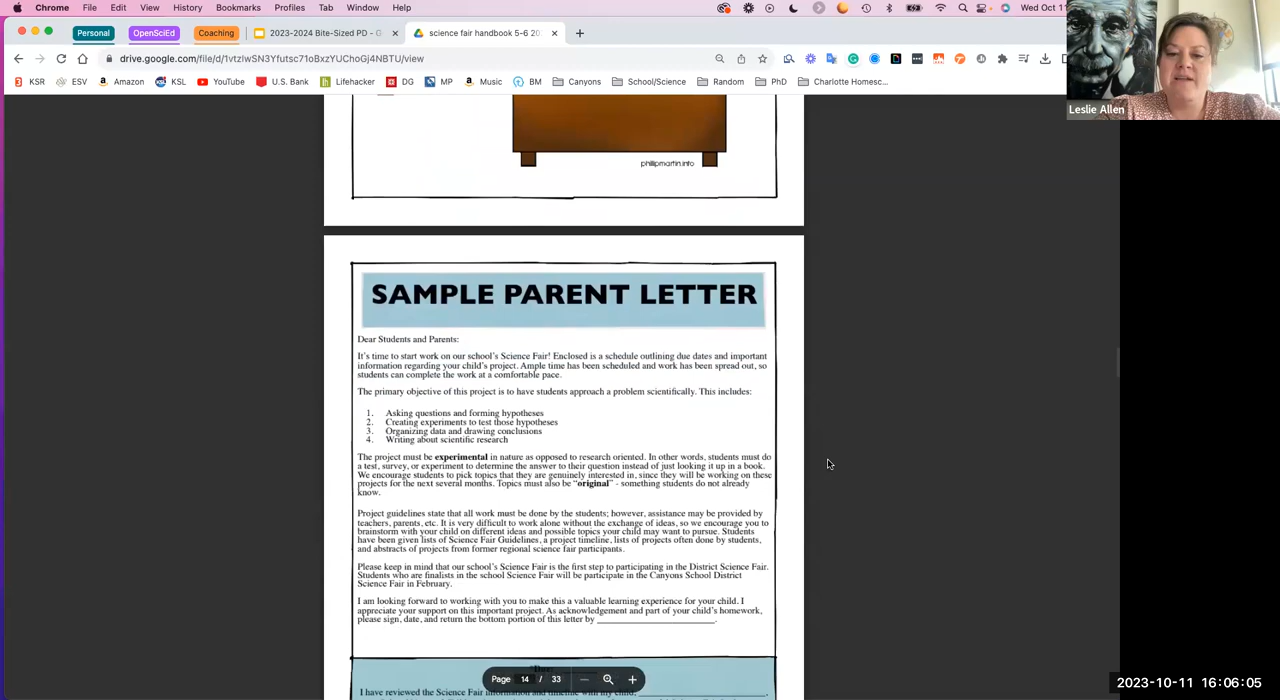 Chrome File Edit View History Bookmarks Profiles Tab Window Help
Wed Oct 11
Personal OpenSciEd Coaching 2023-2024 Bite-Sized PD - G science fair handbook 5-6 20
drive.google.com/file/d/1vtzIwSN3Yfutsc71oBxzYUChoGj4NBTU/view
KSR ESV Amazon KSL YouTube U.S. Bank Lifehacker DG MP Music BM Canyons School/Science Random PhD Charlotte Homesc...
Leslie Allen
phillipmartin.info
SAMPLE PARENT LETTER
Dear Students and Parents:
It's time to start work on our school's Science Fair! Enclosed is a schedule outlining due dates and important
information regarding your child's project. Ample time has been scheduled and work has been spread out, so
students can complete the work at a comfortable pace.
The primary objective of this project is to have students approach a problem scientifically. This includes:
1. Asking questions and forming hypotheses
2. Creating experiments to test those hypotheses
3. Organizing data and drawing conclusions
4. Writing about scientific research
The project must be experimental in nature as opposed to research oriented. In other words, students must do
a test, survey, or experiment to determine the answer to their question instead of just looking it up in a book.
We encourage students to pick topics that they are genuinely interested in, since they will be working on these
projects for the next several months. Topics must also be "original" - something students do not already
know.
Project guidelines state that all work must be done by the students; however, assistance may be provided by
teachers, parents, etc. It is very difficult to work alone without the exchange of ideas, so we encourage you to
brainstorm with your child on different ideas and possible topics your child may want to pursue. Students
have been given lists of Science Fair Guidelines, a project timeline, lists of projects often done by students,
and abstracts of projects from former regional science fair participants.
Please keep in mind that our school's Science Fair is the first step to participating in the District Science Fair.
Students who are finalists in the school Science Fair will be participate in the Canyons School District
Science Fair in February.
I am looking forward to working with you to make this a valuable learning experience for your child. I
appreciate your support on this important project. As acknowledgement and part of your child's homework,
please sign, date, and return the bottom portion of this letter by ________________________.
Page 14 / 33
I have reviewed the Science Fair information and timeline with my child.
2023-10-11 16:06:05